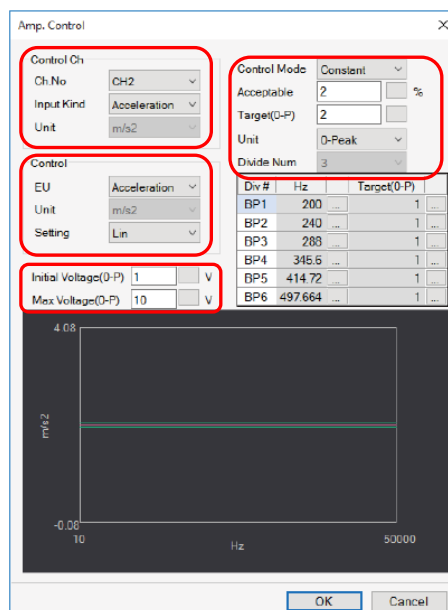 Amp. Control
Control Ch
Ch.No CH2
Input Kind Acceleration
Unit m/s2
Control Mode Constant
Acceptable 2 %
Target(0-P) 2
Unit 0-Peak
Divide Num 3
Control
EU Acceleration
Unit m/s2
Setting Lin
Div # Hz Target(0-P)
BP1 200 ... 1 ...
BP2 240 ... 1 ...
BP3 288 ... 1 ...
BP4 345.6 ... 1 ...
BP5 414.72 ... 1 ...
BP6 497.664 ... 1 ...
Initial Voltage(0-P) 1 V
Max Voltage(0-P) 10 V
4.08
m/s2
-0.08
10
Hz
50000
OK Cancel